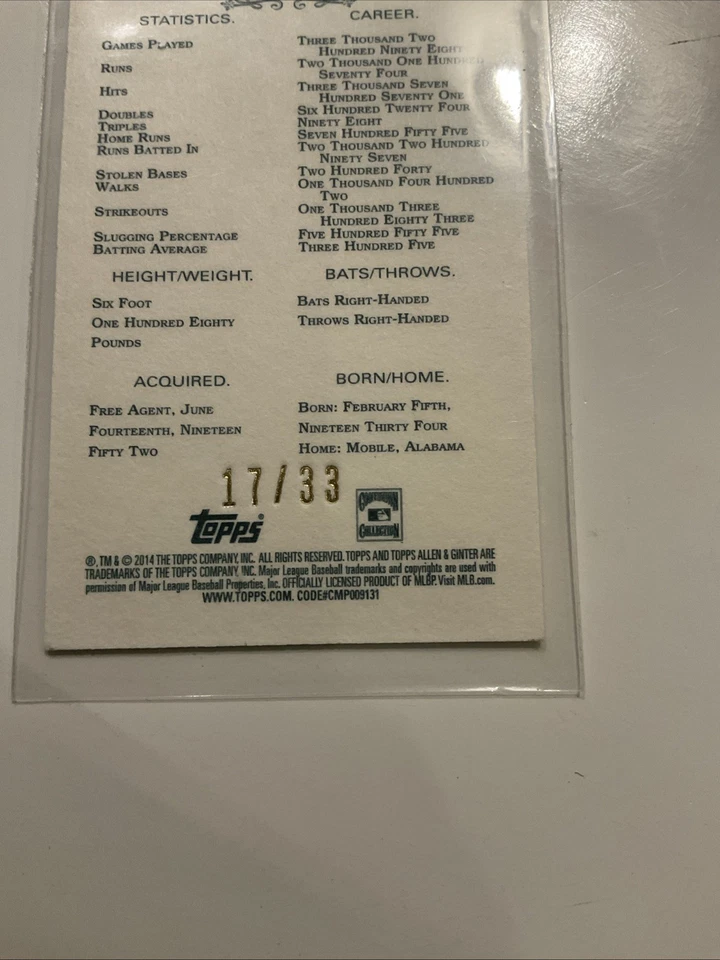 STATISTICS. CAREER.
GAMES PLAYED THREE THOUSAND TWO
HUNDRED NINETY EIGHT
RUNS TWO THOUSAND ONE HUNDRED
SEVENTY FOUR
HITS THREE THOUSAND SEVEN
HUNDRED SEVENTY ONE
DOUBLES SIX HUNDRED TWENTY FOUR
TRIPLES NINETY EIGHT
HOME RUNS SEVEN HUNDRED FIFTY FIVE
RUNS BATTED IN TWO THOUSAND TWO HUNDRED
NINETY SEVEN
STOLEN BASES TWO HUNDRED FORTY
WALKS ONE THOUSAND FOUR HUNDRED
TWO
STRIKEOUTS ONE THOUSAND THREE
HUNDRED EIGHTY THREE
SLUGGING PERCENTAGE FIVE HUNDRED FIFTY FIVE
BATTING AVERAGE THREE HUNDRED FIVE
HEIGHT/WEIGHT. BATS/THROWS.
SIX FOOT BATS RIGHT-HANDED
ONE HUNDRED EIGHTY THROWS RIGHT-HANDED
POUNDS
ACQUIRED. BORN/HOME.
FREE AGENT, JUNE BORN: FEBRUARY FIFTH,
FOURTEENTH, NINETEEN NINETEEN THIRTY FOUR
FIFTY TWO HOME: MOBILE, ALABAMA
17/33
Topps COOPERSTOWN
COLLECTION
®, TM & © 2014 THE TOPPS COMPANY, INC. ALL RIGHTS RESERVED. TOPPS AND TOPPS ALLEN & GINTER ARE
TRADEMARKS OF THE TOPPS COMPANY, INC. Major League Baseball trademarks and copyrights are used with
permission of Major League Baseball Properties, Inc. OFFICIALLY LICENSED PRODUCT OF MLBP. Visit MLB.com.
WWW.TOPPS.COM. CODE#CMP009131